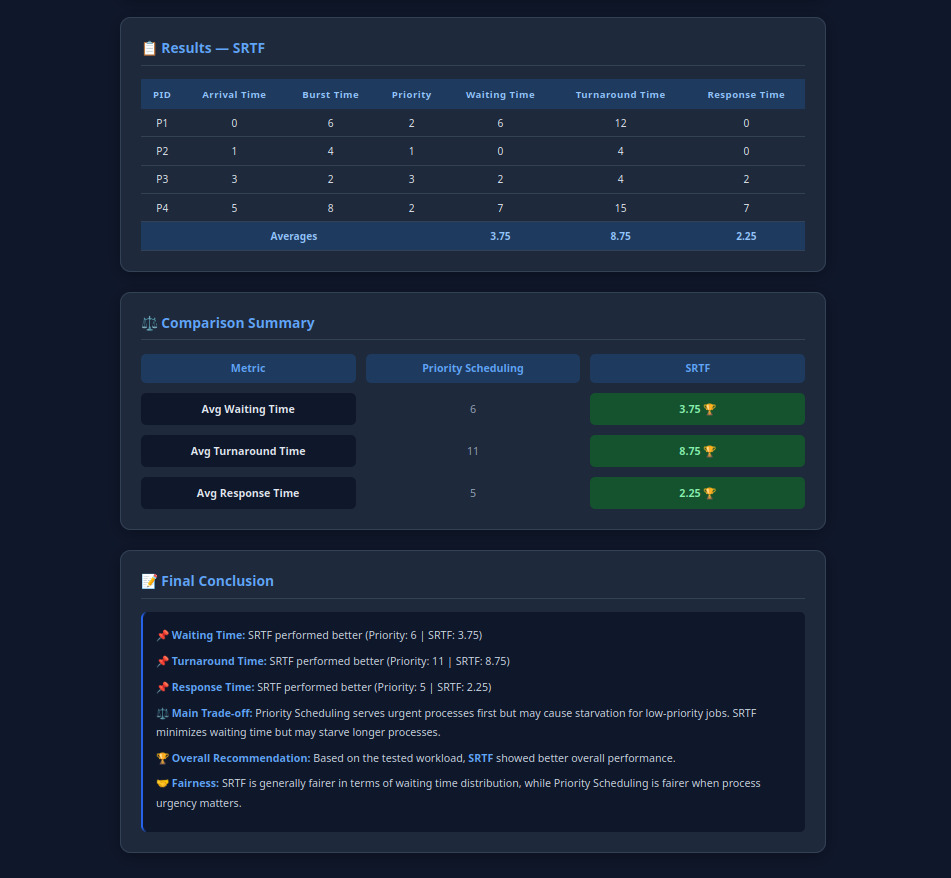 📋 Results — SRTF
PID Arrival Time Burst Time Priority Waiting Time Turnaround Time Response Time
P1 0 6 2 6 12 0
P2 1 4 1 0 4 0
P3 3 2 3 2 4 2
P4 5 8 2 7 15 7
Averages 3.75 8.75 2.25
⚖️ Comparison Summary
Metric Priority Scheduling SRTF
Avg Waiting Time 6 3.75 🏆
Avg Turnaround Time 11 8.75 🏆
Avg Response Time 5 2.25 🏆
📝 Final Conclusion
📌 Waiting Time: SRTF performed better (Priority: 6 | SRTF: 3.75)
📌 Turnaround Time: SRTF performed better (Priority: 11 | SRTF: 8.75)
📌 Response Time: SRTF performed better (Priority: 5 | SRTF: 2.25)
⚖️ Main Trade-off: Priority Scheduling serves urgent processes first but may cause starvation for low-priority jobs. SRTF
minimizes waiting time but may starve longer processes.
🏆 Overall Recommendation: Based on the tested workload, SRTF showed better overall performance.
🤝 Fairness: SRTF is generally fairer in terms of waiting time distribution, while Priority Scheduling is fairer when process
urgency matters.